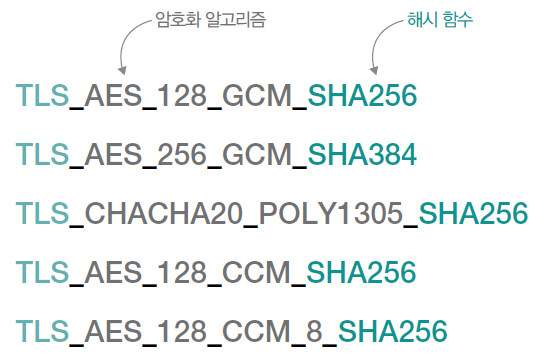 암호화 알고리즘 해시 함수
TLS_AES_128_GCM_SHA256
TLS_AES_256_GCM_SHA384
TLS_CHACHA20_POLY1305_SHA256
TLS_AES_128_CCM_SHA256
TLS_AES_128_CCM_8_SHA256